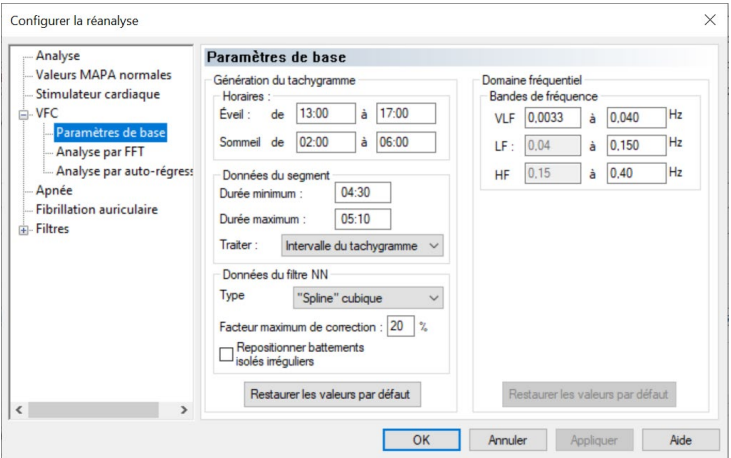 Configurer la réanalyse
Analyse
Valeurs MAPA normales
Stimulateur cardiaque
VFC
Paramètres de base
Analyse par FFT
Analyse par auto-régress
Apnée
Fibrillation auriculaire
Filtres
Paramètres de base
Génération du tachygramme
Horaires :
Éveil : de 13:00 à 17:00
Sommeil de 02:00 à 06:00
Données du segment
Durée minimum : 04:30
Durée maximum : 05:10
Traiter : Intervalle du tachygramme
Données du filtre NN
Type "Spline" cubique
Facteur maximum de correction : 20 %
Repositionner battements
isolés irréguliers
Restaurer les valeurs par défaut
Domaine fréquentiel
Bandes de fréquence
VLF 0,0033 à 0,040 Hz
LF : 0,04 à 0,150 Hz
HF 0,15 à 0,40 Hz
Restaurer les valeurs par défaut
OK Annuler Appliquer Aide